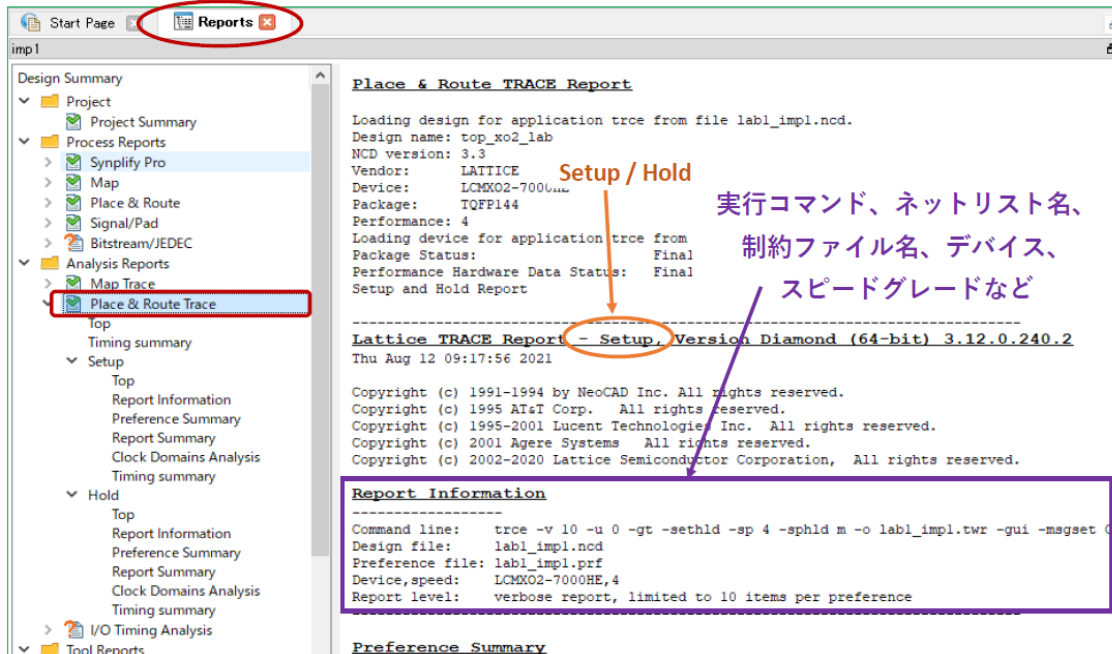 Start Page
Reports
imp1
Design Summary
Project
Project Summary
Process Reports
Synplify Pro
Map
Place & Route
Signal/Pad
Bitstream/JEDEC
Analysis Reports
Map Trace
Place & Route Trace
Top
Timing summary
Setup
Top
Report Information
Preference Summary
Report Summary
Clock Domains Analysis
Timing summary
Hold
Top
Report Information
Preference Summary
Report Summary
Clock Domains Analysis
Timing summary
I/O Timing Analysis
Tool Reports
Place & Route TRACE Report
Loading design for application trce from file lab1_imp1.ncd.
Design name: top_xo2_lab
NCD version: 3.3
Vendor: LATTICE
Device: LCMXO2-7000HE
Package: TQFP144
Performance: 4
Loading device for application trce from
Package Status: Final
Performance Hardware Data Status: Final
Setup and Hold Report
Setup / Hold
実行コマンド、ネットリスト名、
制約ファイル名、デバイス、
スピードグレードなど
Lattice TRACE Report - Setup, Version Diamond (64-bit) 3.12.0.240.2
Thu Aug 12 09:17:56 2021
Copyright (c) 1991-1994 by NeoCAD Inc. All rights reserved.
Copyright (c) 1995 AT&T Corp. All rights reserved.
Copyright (c) 1995-2001 Lucent Technologies Inc. All rights reserved.
Copyright (c) 2001 Agere Systems All rights reserved.
Copyright (c) 2002-2020 Lattice Semiconductor Corporation, All rights reserved.
Report Information
Command line: trce -v 10 -u 0 -gt -sethld -sp 4 -sphld m -o lab1_imp1.twr -gui -msgset
Design file: lab1_imp1.ncd
Preference file: lab1_imp1.prf
Device,speed: LCMXO2-7000HE,4
Report level: verbose report, limited to 10 items per preference
Preference Summary